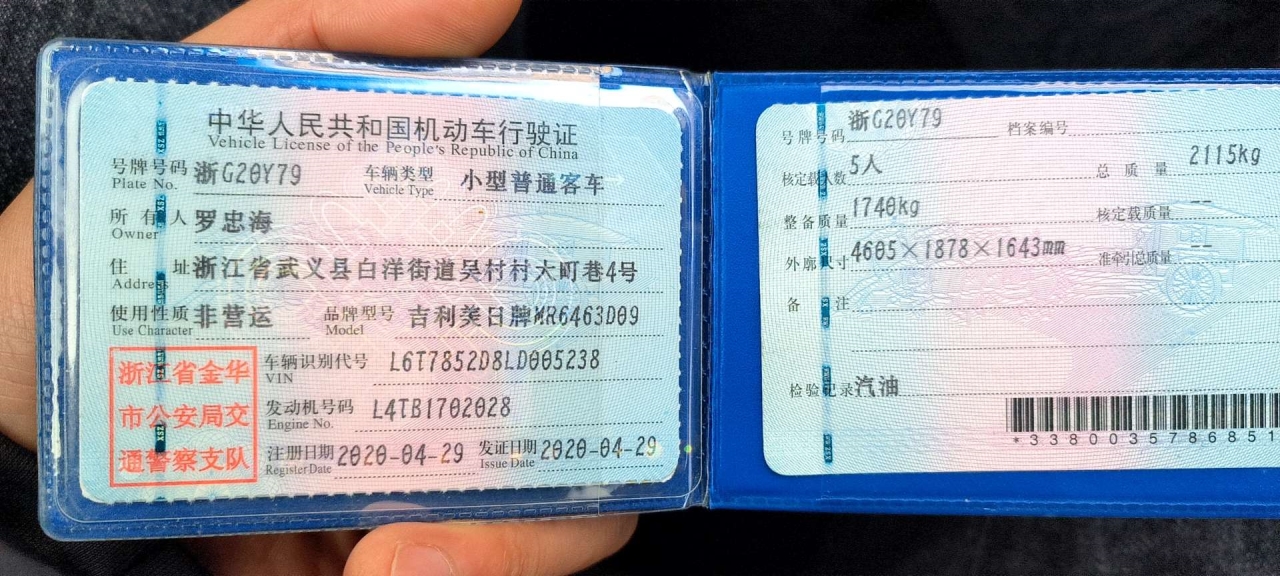 中华人民共和国机动车行驶证
Vehicle License of the People's Republic of China
号牌号码 浙G20Y79 车辆类型 小型普通客车
Plate No. Vehicle Type
所有人 罗忠海
Owner
住址 浙江省武义县白洋街道吴村村大町巷4号
Address
使用性质 非营运 品牌型号 吉利美日牌MR6463D09
Use Character Model
浙江省金华
市公安局交
通警察支队
车辆识别代号 L6T7852D8LD005238
VIN
发动机号码 L4TB1702028
Engine No.
注册日期 2020-04-29 发证日期 2020-04-29
Register Date Issue Date
号牌号码 浙G20Y79 档案编号
核定载人数 5人 总质量 2115kg
整备质量 1740kg 核定载质量 --
外廓尺寸 4605×1878×1643mm 准牵引总质量 --
备注
检验记录 汽油
*3380035786851